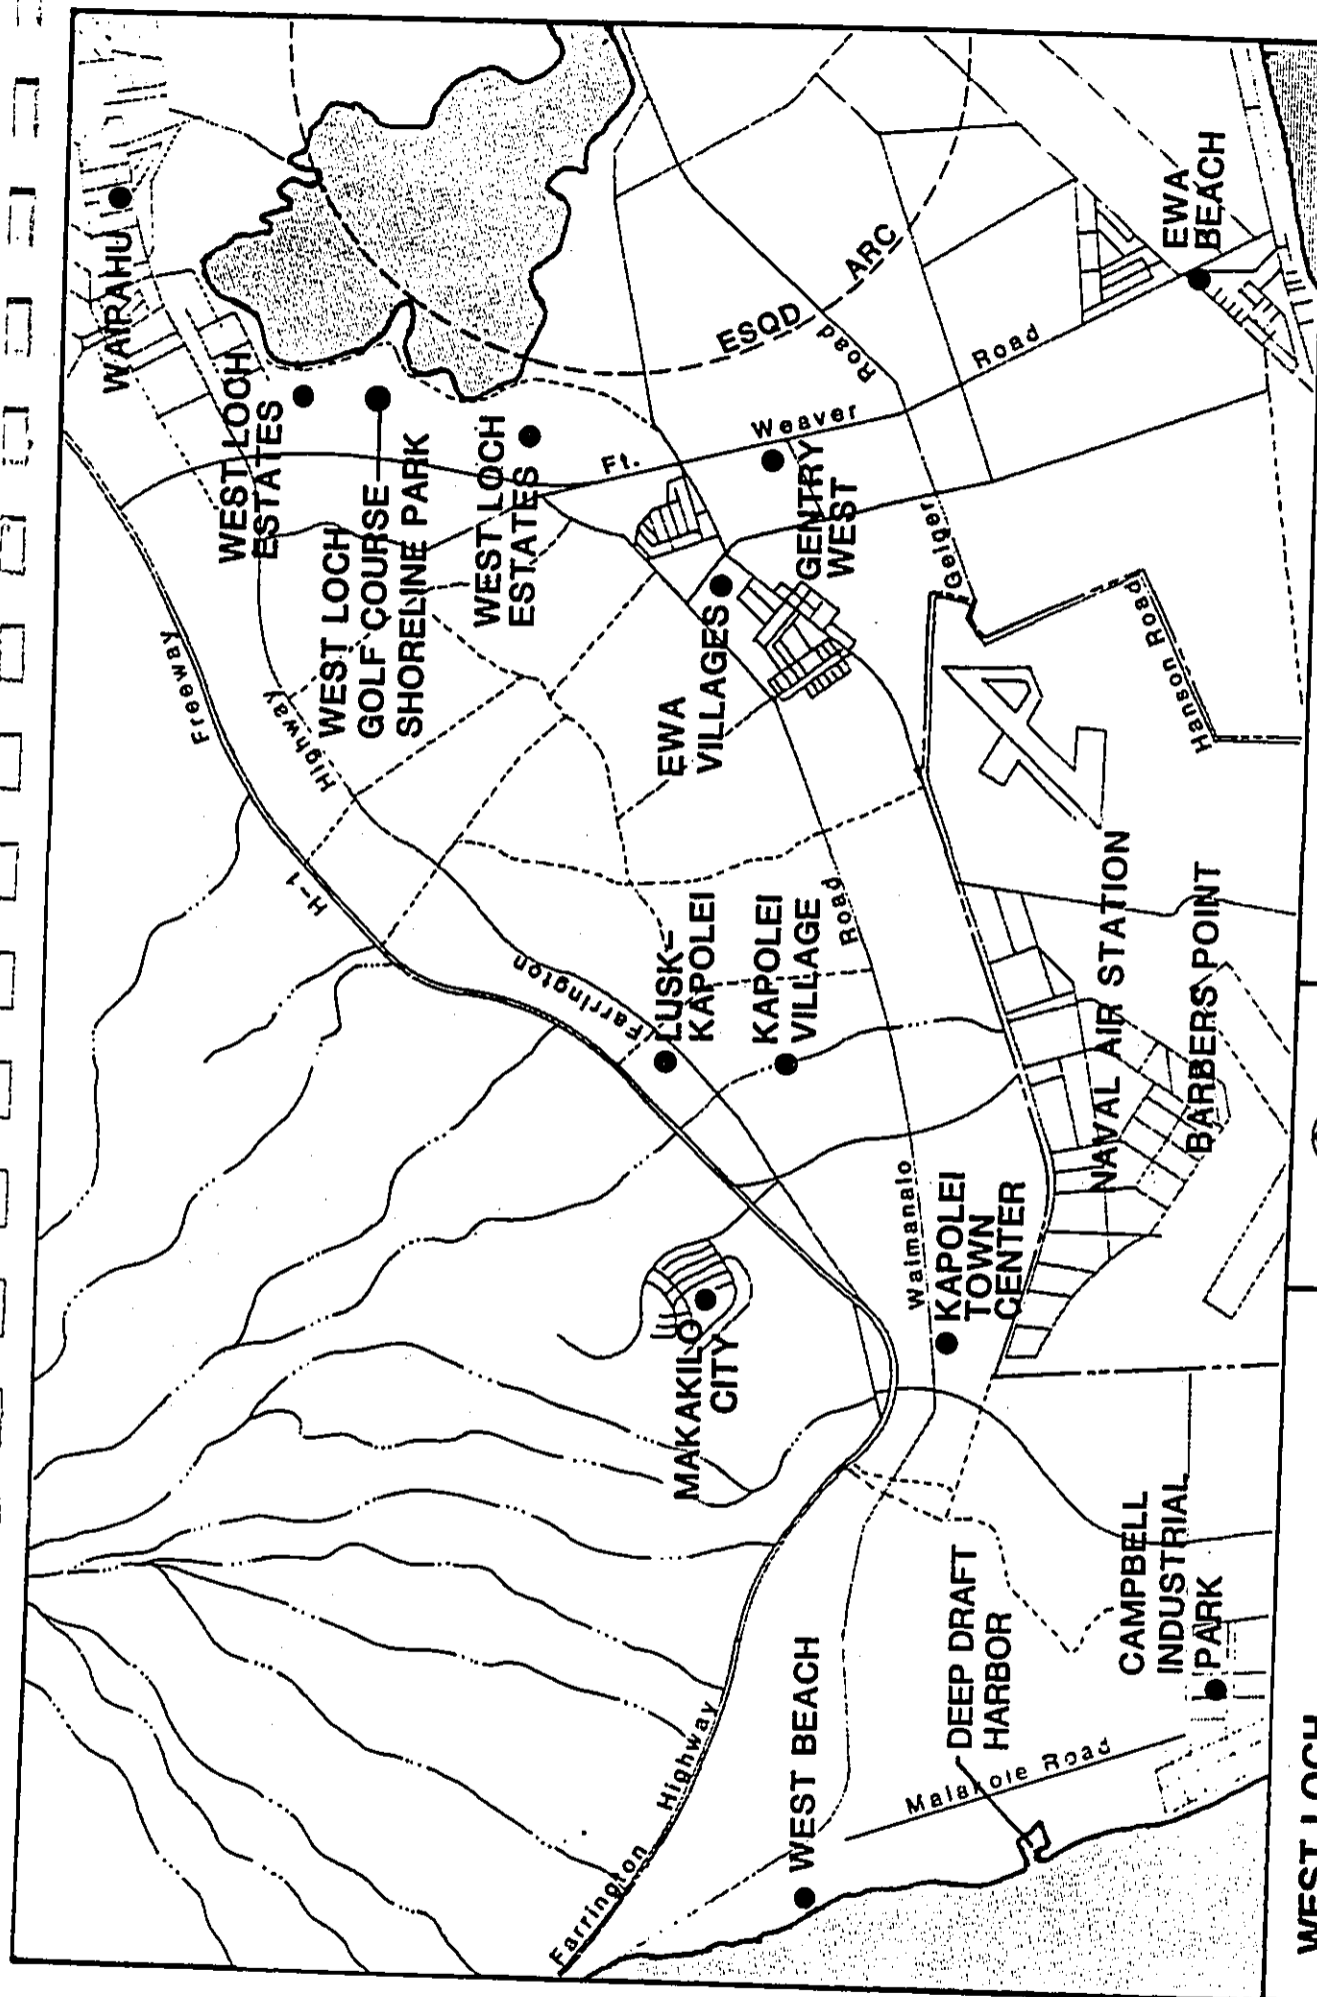 WAIPAHU
WEST LOCH
ESTATES
WEST LOCH
GOLF COURSE
SHORELINE PARK
WEST LOCH
ESTATES
Freeway
H-1
Highway
Farrington
Ft.
Weaver
Road
ESQD
ARC
Road
EWA
BEACH
GENTRY
WEST
Geiger
EWA
VILLAGES
Hanson Road
LUSK-
KAPOLEI
KAPOLEI
VILLAGE
Road
Waimanalo
NAVAL AIR STATION
BARBERS POINT
MAKAKILO
CITY
KAPOLEI
TOWN
CENTER
CAMPBELL
INDUSTRIAL
PARK
DEEP DRAFT
HARBOR
WEST BEACH
Malakole Road
Farrington
Highway
WEST LOCH